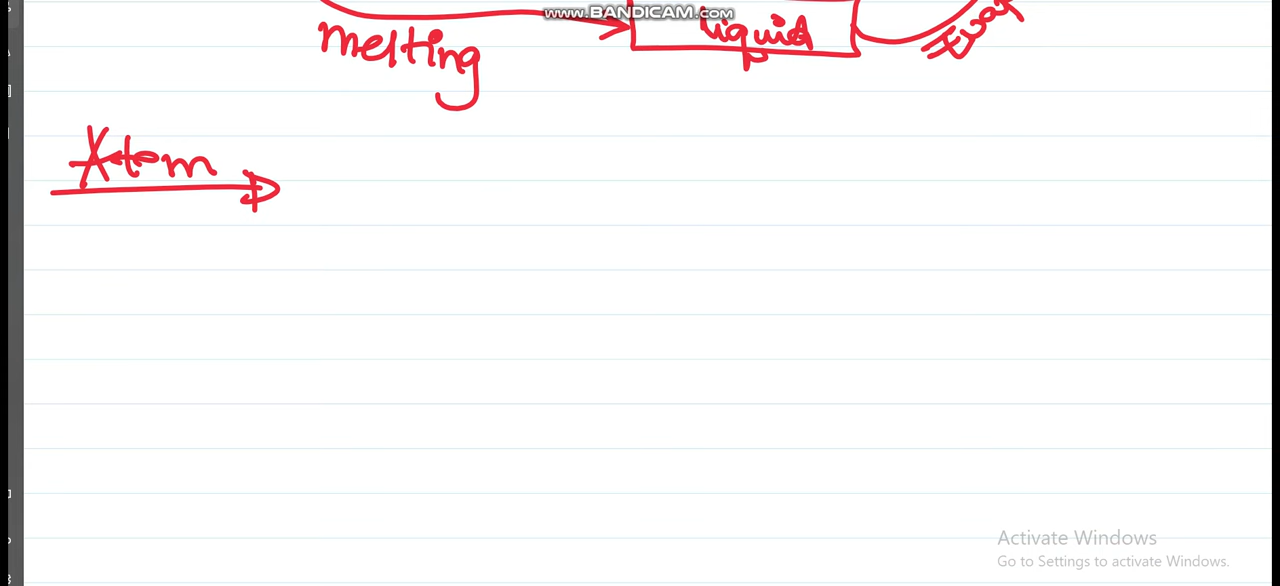 www.BANDICAM.com
liquid
melting
Atom
Activate Windows
Go to Settings to activate Windows.